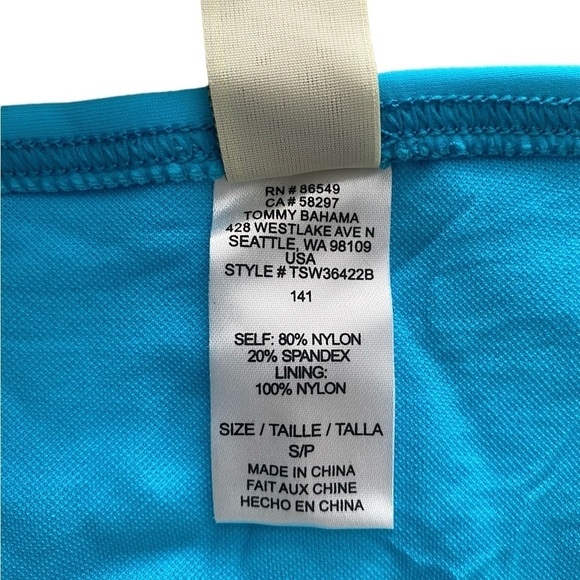 RN # 86549
CA # 58297
TOMMY BAHAMA
428 WESTLAKE AVE N
SEATTLE, WA 98109
USA
STYLE # TSW36422B
141
SELF: 80% NYLON
20% SPANDEX
LINING:
100% NYLON
SIZE / TAILLE / TALLA
S/P
MADE IN CHINA
FAIT AUX CHINE
HECHO EN CHINA